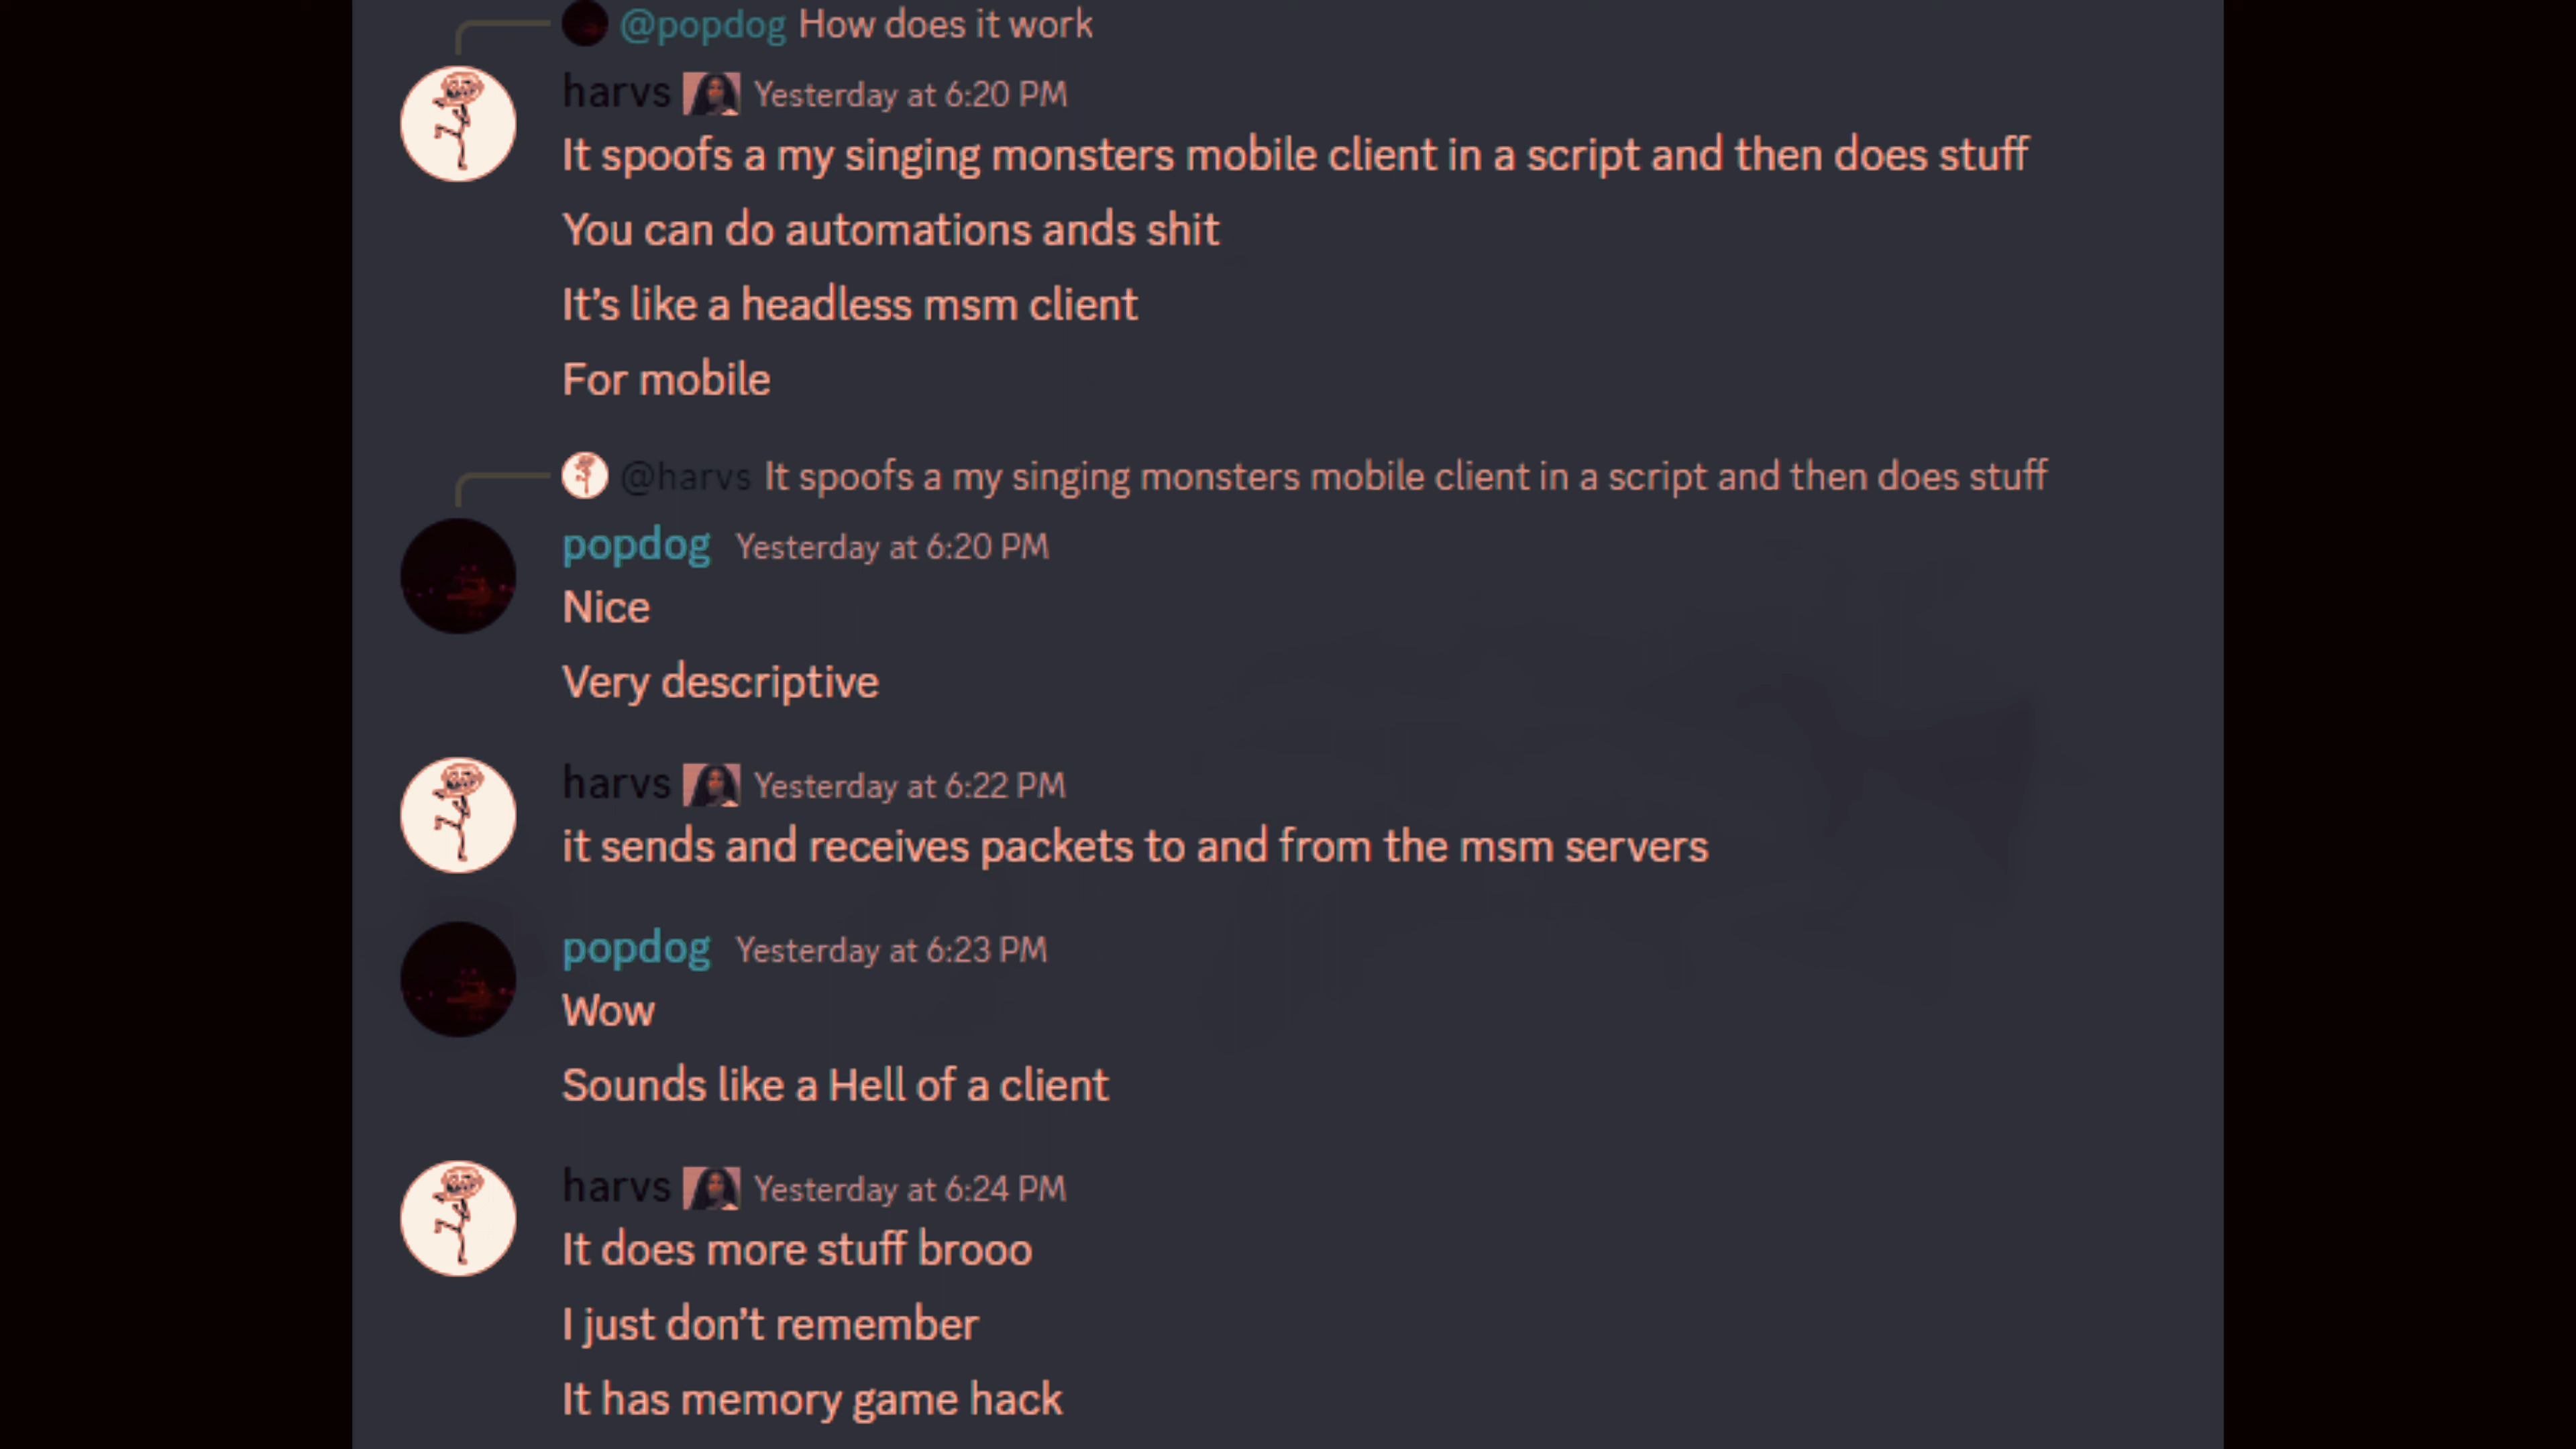 @popdog How does it work
harvs Yesterday at 6:20 PM
It spoofs a my singing monsters mobile client in a script and then does stuff
You can do automations ands shit
It's like a headless msm client
For mobile
@harvs It spoofs a my singing monsters mobile client in a script and then does stuff
popdog Yesterday at 6:20 PM
Nice
Very descriptive
harvs Yesterday at 6:22 PM
it sends and receives packets to and from the msm servers
popdog Yesterday at 6:23 PM
Wow
Sounds like a Hell of a client
harvs Yesterday at 6:24 PM
It does more stuff brooo
I just don't remember
It has memory game hack